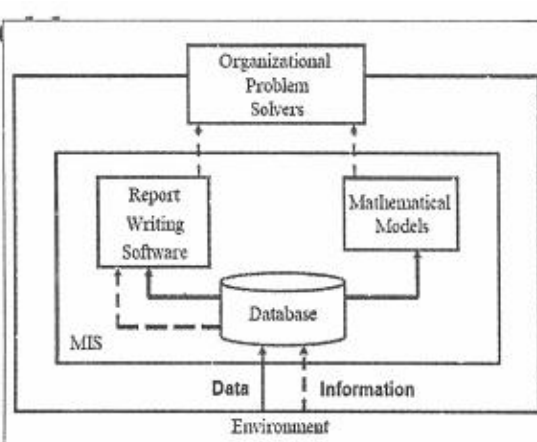 Organizational
Problem
Solvers
Report
Writing
Software
Mathematical
Models
Database
MIS
Data
Information
Environment